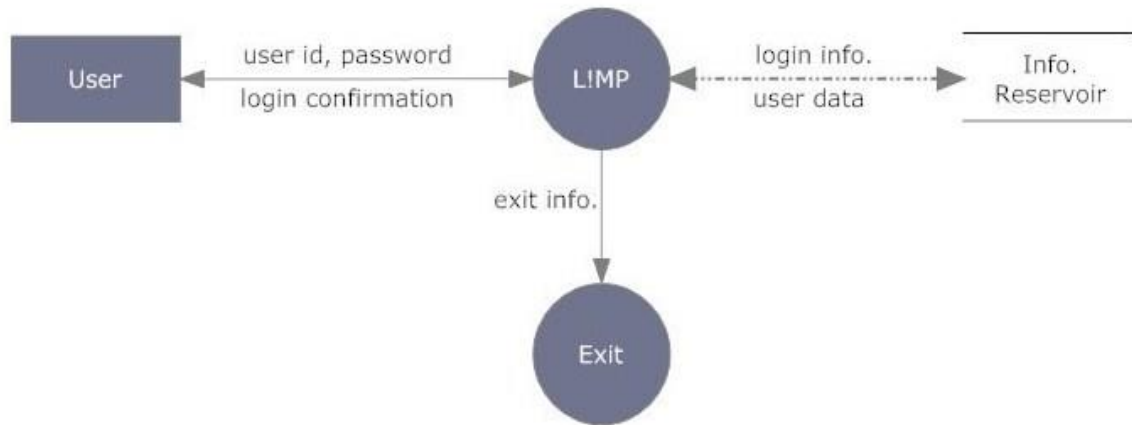 User
user id, password
login confirmation
L!MP
login info.
user data
Info.
Reservoir
exit info.
Exit